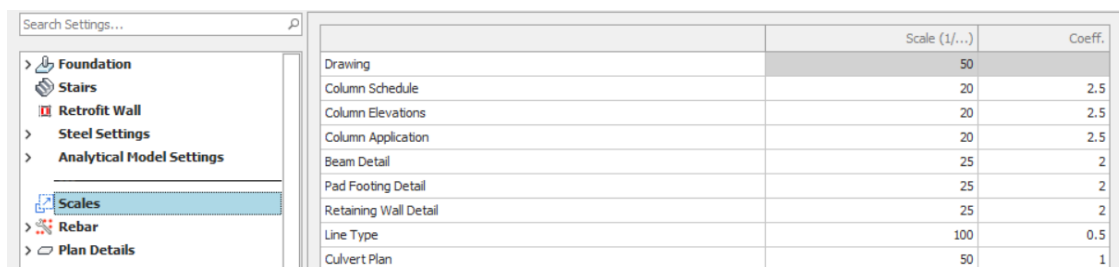 Search Settings...
Foundation
Stairs
Retrofit Wall
Steel Settings
Analytical Model Settings
Scales
Rebar
Plan Details
Scale (1/...) Coeff.
Drawing 50
Column Schedule 20 2.5
Column Elevations 20 2.5
Column Application 20 2.5
Beam Detail 25 2
Pad Footing Detail 25 2
Retaining Wall Detail 25 2
Line Type 100 0.5
Culvert Plan 50 1